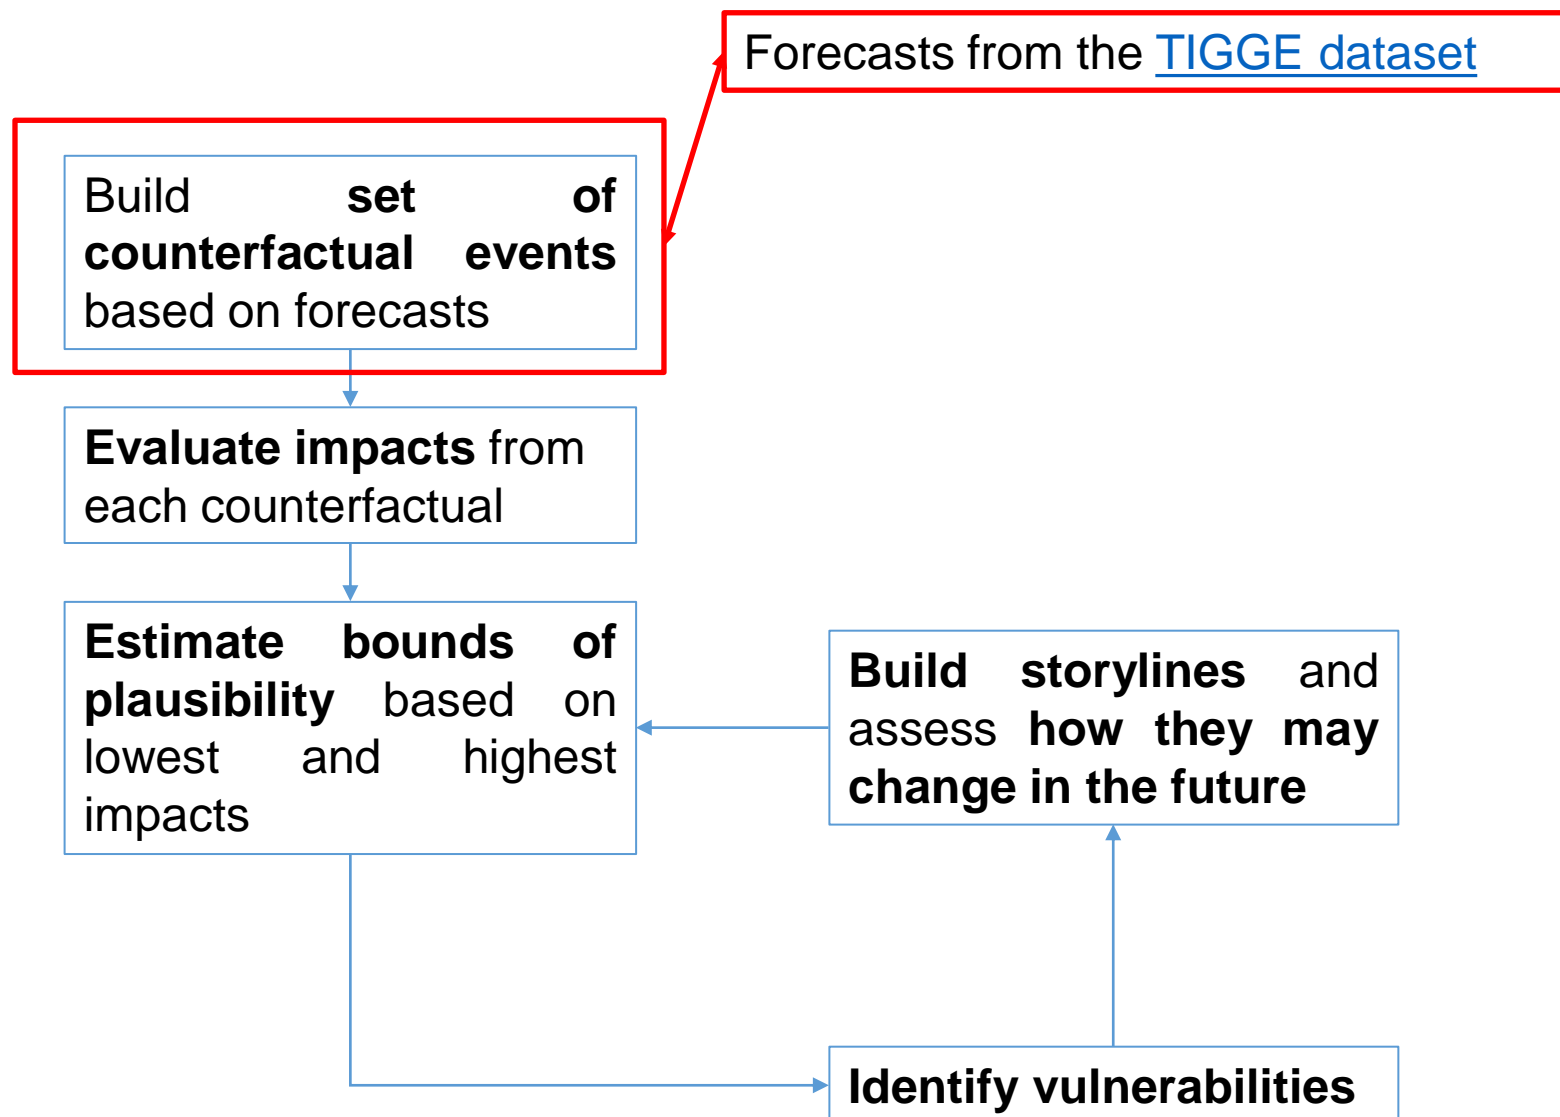 Forecasts from the TIGGE dataset
Build set of
counterfactual events
based on forecasts
Evaluate impacts from
each counterfactual
Estimate bounds of
plausibility based on
lowest and highest
impacts
Build storylines and
assess how they may
change in the future
Identify vulnerabilities